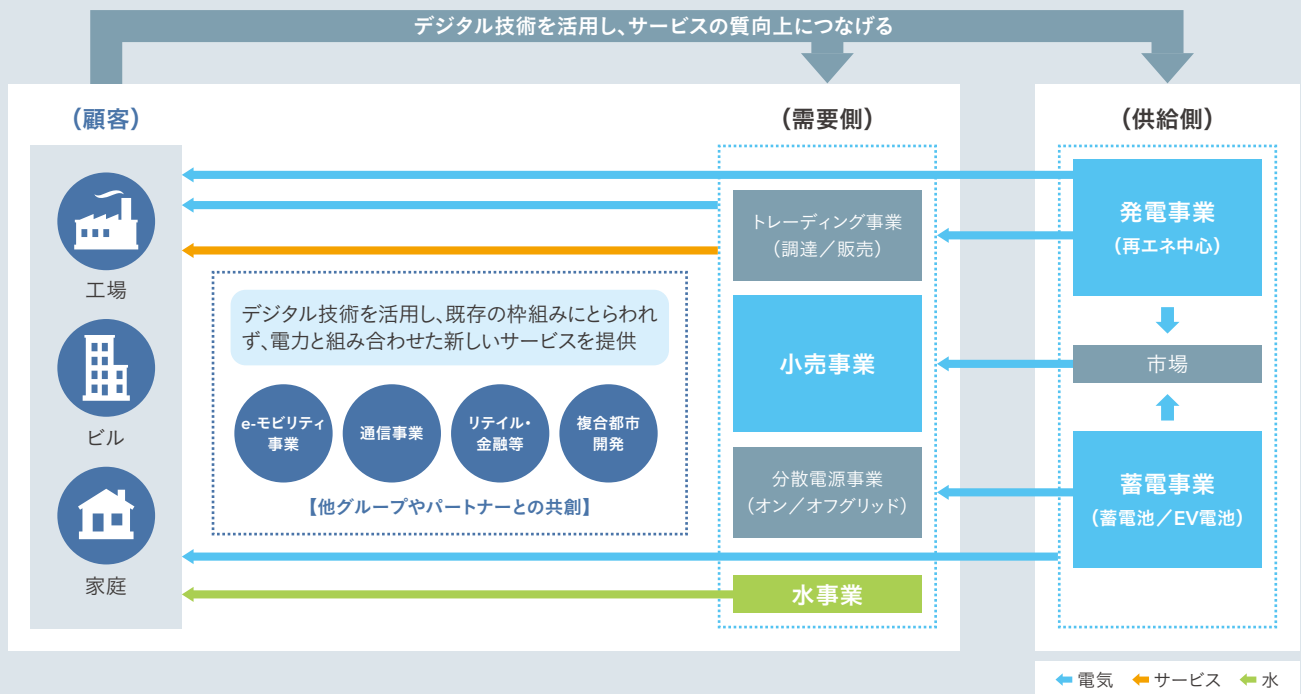 デジタル技術を活用し、サービスの質向上につなげる
（顧客）
工場
ビル
家庭
デジタル技術を活用し、既存の枠組みにとらわれ
ず、電力と組み合わせた新しいサービスを提供
e-モビリティ
事業
通信事業
リテイル・
金融等
複合都市
開発
【他グループやパートナーとの共創】
（需要側）
トレーディング事業
（調達／販売）
小売事業
分散電源事業
（オン／オフグリッド）
水事業
（供給側）
発電事業
（再エネ中心）
市場
蓄電事業
（蓄電池／EV電池）
電気
サービス
水